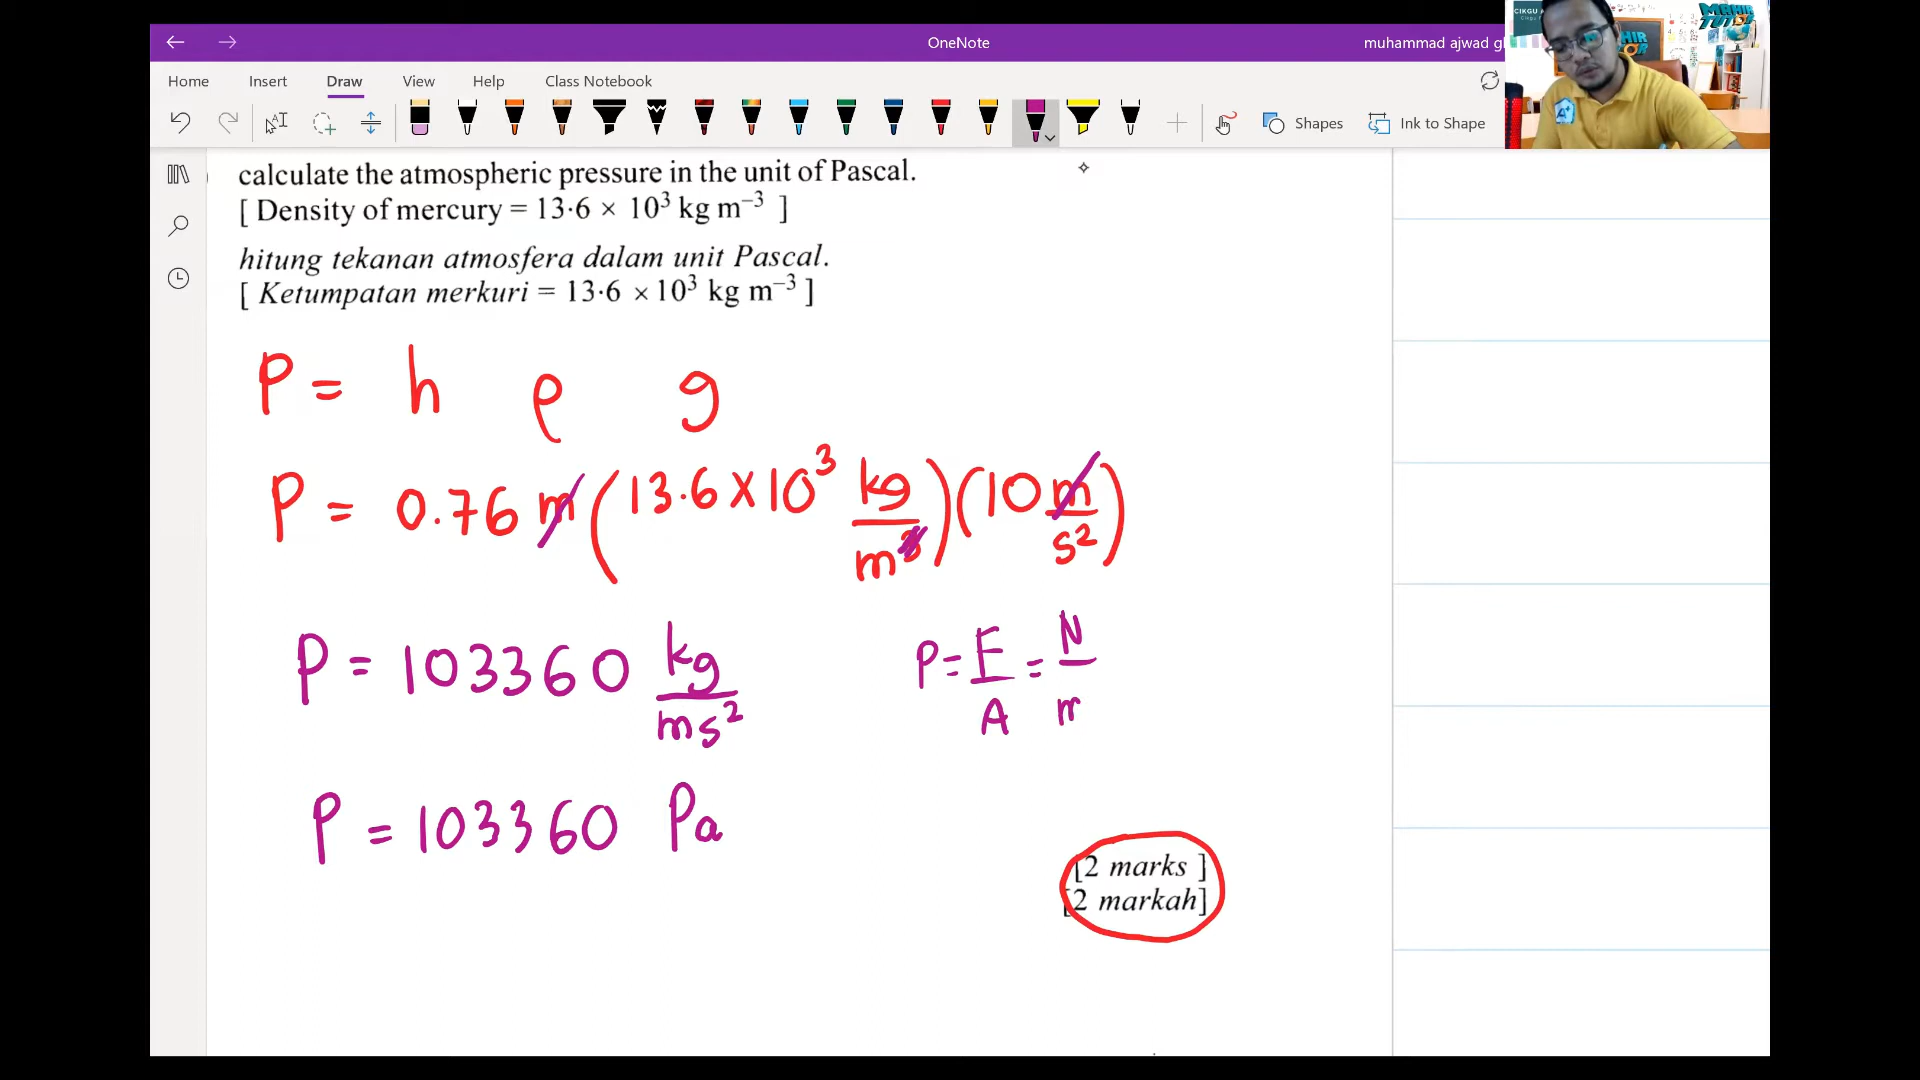 OneNote
muhammad ajwad g
Home Insert Draw View Help Class Notebook
Shapes Ink to Shape
calculate the atmospheric pressure in the unit of Pascal.
[ Density of mercury = 13·6 × 10³ kg m⁻³ ]
hitung tekanan atmosfera dalam unit Pascal.
[ Ketumpatan merkuri = 13·6 × 10³ kg m⁻³ ]
P = h ρ g
P = 0.76 m (13.6 × 10³ kg/m³)(10 m/s²)
P = 103360 kg/ms²
P = F/A = N/m
P = 103360 Pa
[2 marks ]
[2 markah]